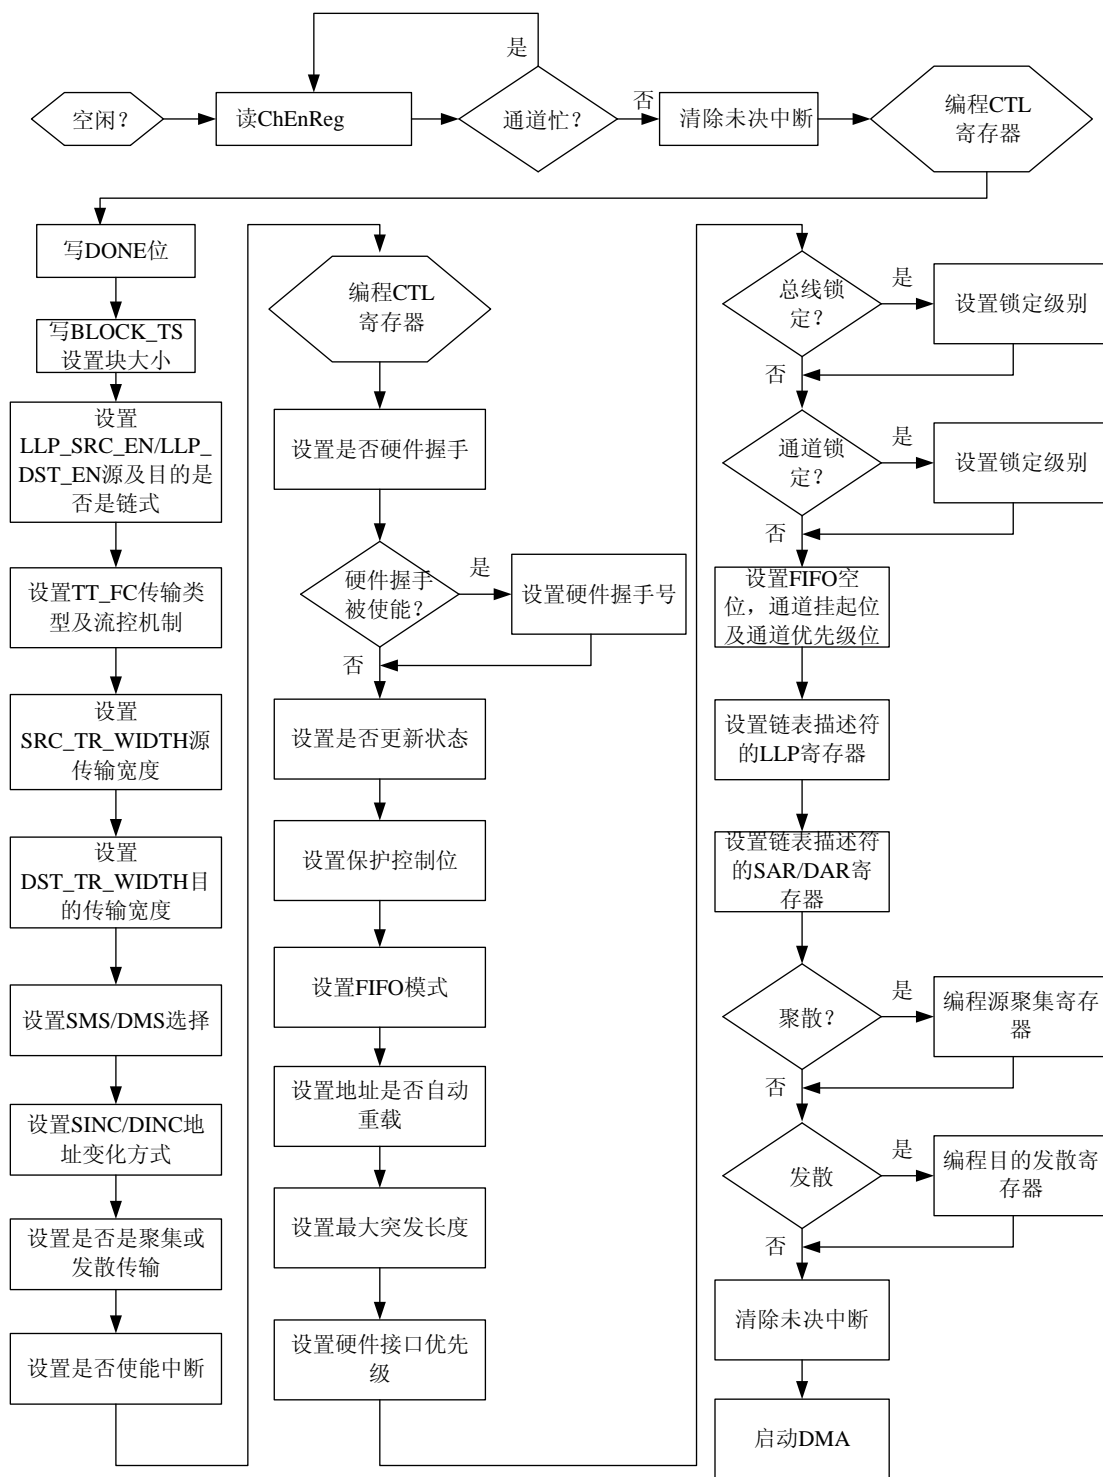 是
空闲？
读ChEnReg
通道忙？
否
清除未决中断
编程CTL
寄存器
写DONE位
写BLOCK_TS
设置块大小
设置
LLP_SRC_EN/LLP_
DST_EN源及目的是
否是链式
设置TT_FC传输类
型及流控机制
设置
SRC_TR_WIDTH源
传输宽度
设置
DST_TR_WIDTH目
的传输宽度
设置SMS/DMS选择
设置SINC/DINC地
址变化方式
设置是否是聚集或
发散传输
设置是否使能中断
编程CTL
寄存器
设置是否硬件握手
硬件握手
被使能？
是
设置硬件握手号
否
设置是否更新状态
设置保护控制位
设置FIFO模式
设置地址是否自动
重载
设置最大突发长度
设置硬件接口优先
级
总线锁
定？
是
设置锁定级别
否
通道锁
定？
是
设置锁定级别
否
设置FIFO空
位，通道挂起位
及通道优先级位
设置链表描述符
的LLP寄存器
设置链表描述符
的SAR/DAR寄
存器
聚散？
是
编程源聚集寄存
器
否
发散
是
编程目的发散寄
存器
否
清除未决中断
启动DMA